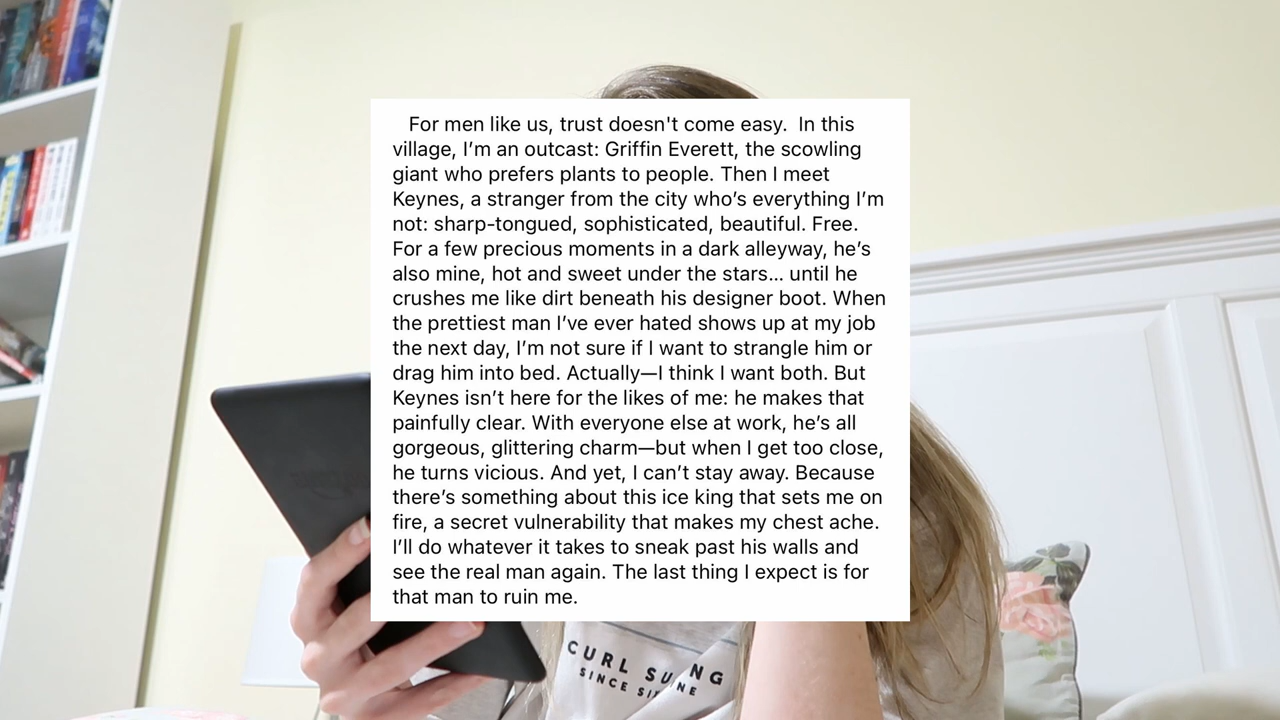 For men like us, trust doesn't come easy.  In this
village, I’m an outcast: Griffin Everett, the scowling
giant who prefers plants to people. Then I meet
Keynes, a stranger from the city who’s everything I’m
not: sharp-tongued, sophisticated, beautiful. Free.
For a few precious moments in a dark alleyway, he’s
also mine, hot and sweet under the stars… until he
crushes me like dirt beneath his designer boot. When
the prettiest man I’ve ever hated shows up at my job
the next day, I’m not sure if I want to strangle him or
drag him into bed. Actually—I think I want both. But
Keynes isn’t here for the likes of me: he makes that
painfully clear. With everyone else at work, he’s all
gorgeous, glittering charm—but when I get too close,
he turns vicious. And yet, I can’t stay away. Because
there’s something about this ice king that sets me on
fire, a secret vulnerability that makes my chest ache.
I’ll do whatever it takes to sneak past his walls and
see the real man again. The last thing I expect is for
that man to ruin me.
CURL
SINCE